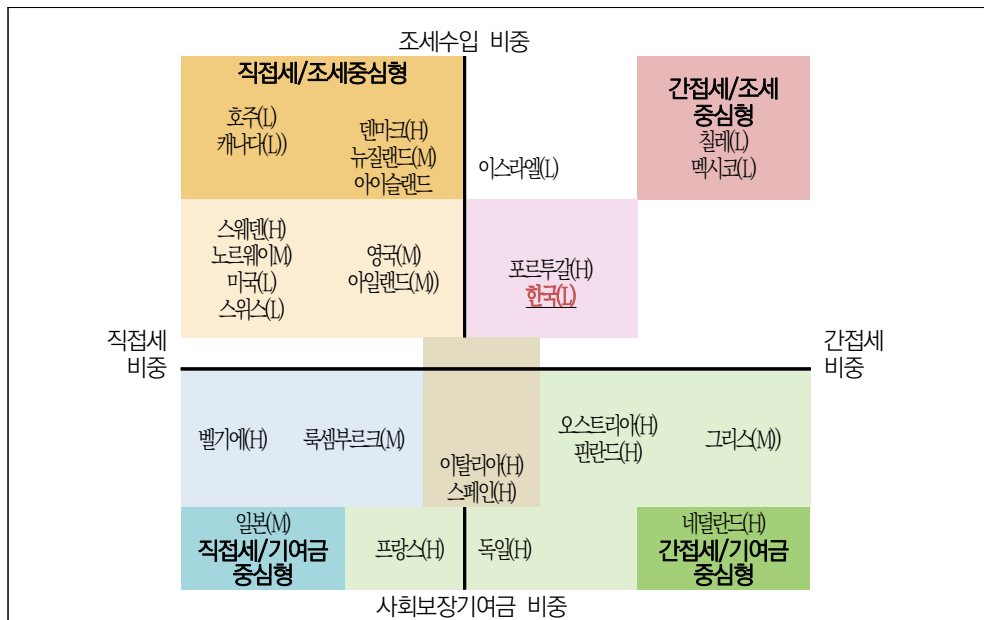 조세수입 비중
직접세/조세중심형
호주(L)
캐나다(L))
덴마크(H)
뉴질랜드(M)
아이슬랜드
이스라엘(L)
간접세/조세
중심형
칠레(L)
멕시코(L)
스웨덴(H)
노르웨이M)
미국(L)
스위스(L)
영국(M)
아일랜드(M))
포르투갈(H)
한국(L)
직접세
비중
간접세
비중
벨기에(H)
룩셈부르크(M)
이탈리아(H)
스페인(H)
오스트리아(H)
핀란드(H)
그리스(M))
일본(M)
직접세/기여금
중심형
프랑스(H)
독일(H)
네덜란드(H)
간접세/기여금
중심형
사회보장기여금 비중